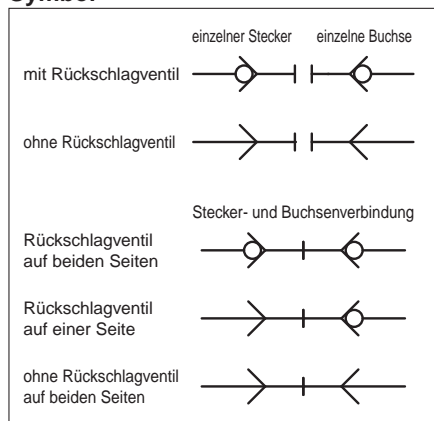 Symbol
einzelner Stecker einzelne Buchse
mit Rückschlagventil
ohne Rückschlagventil
Stecker- und Buchsenverbindung
Rückschlagventil
auf beiden Seiten
Rückschlagventil
auf einer Seite
ohne Rückschlagventil
auf beiden Seiten